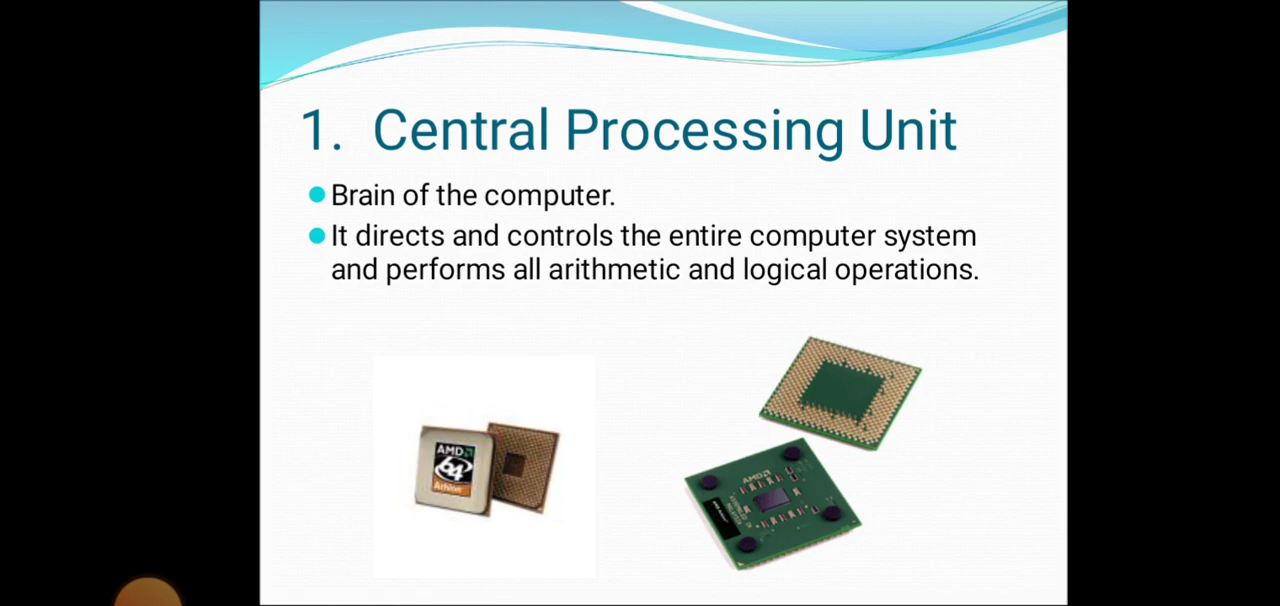 1. Central Processing Unit
Brain of the computer.
It directs and controls the entire computer system
and performs all arithmetic and logical operations.
AMD
64
Athlon
AMD